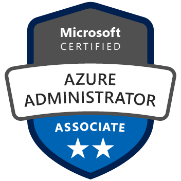 Microsoft
CERTIFIED
AZURE
ADMINISTRATOR
ASSOCIATE